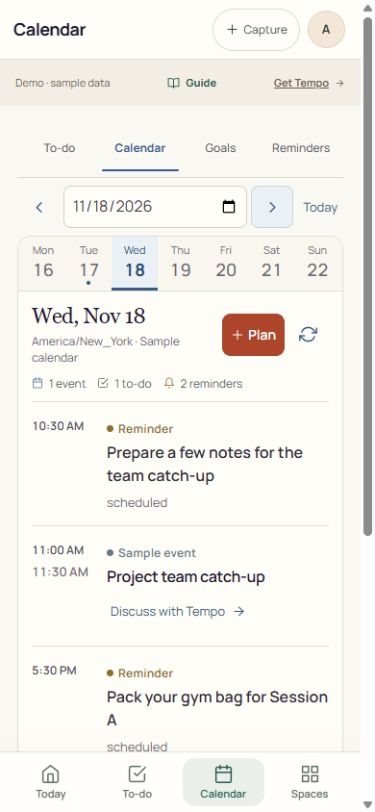 Calendar
+ Capture
A
Demo · sample data
Guide
Get Tempo →
To-do
Calendar
Goals
Reminders
11/18/2026
Today
Mon Tue Wed Thu Fri Sat Sun
16 17 18 19 20 21 22
Wed, Nov 18
America/New_York · Sample
calendar
+ Plan
1 event 1 to-do 2 reminders
10:30 AM
Reminder
Prepare a few notes for the
team catch-up
scheduled
11:00 AM
11:30 AM
Sample event
Project team catch-up
Discuss with Tempo →
5:30 PM
Reminder
Pack your gym bag for Session
A
scheduled
Today
To-do
Calendar
Spaces